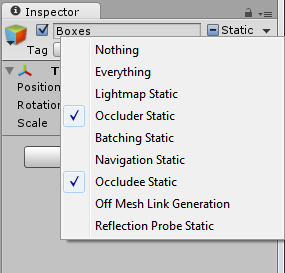 Inspector
Boxes
Static
Tag
Nothing
Everything
Lightmap Static
Occluder Static
Batching Static
Navigation Static
Occludee Static
Off Mesh Link Generation
Reflection Probe Static
T
Position
Rotation
Scale